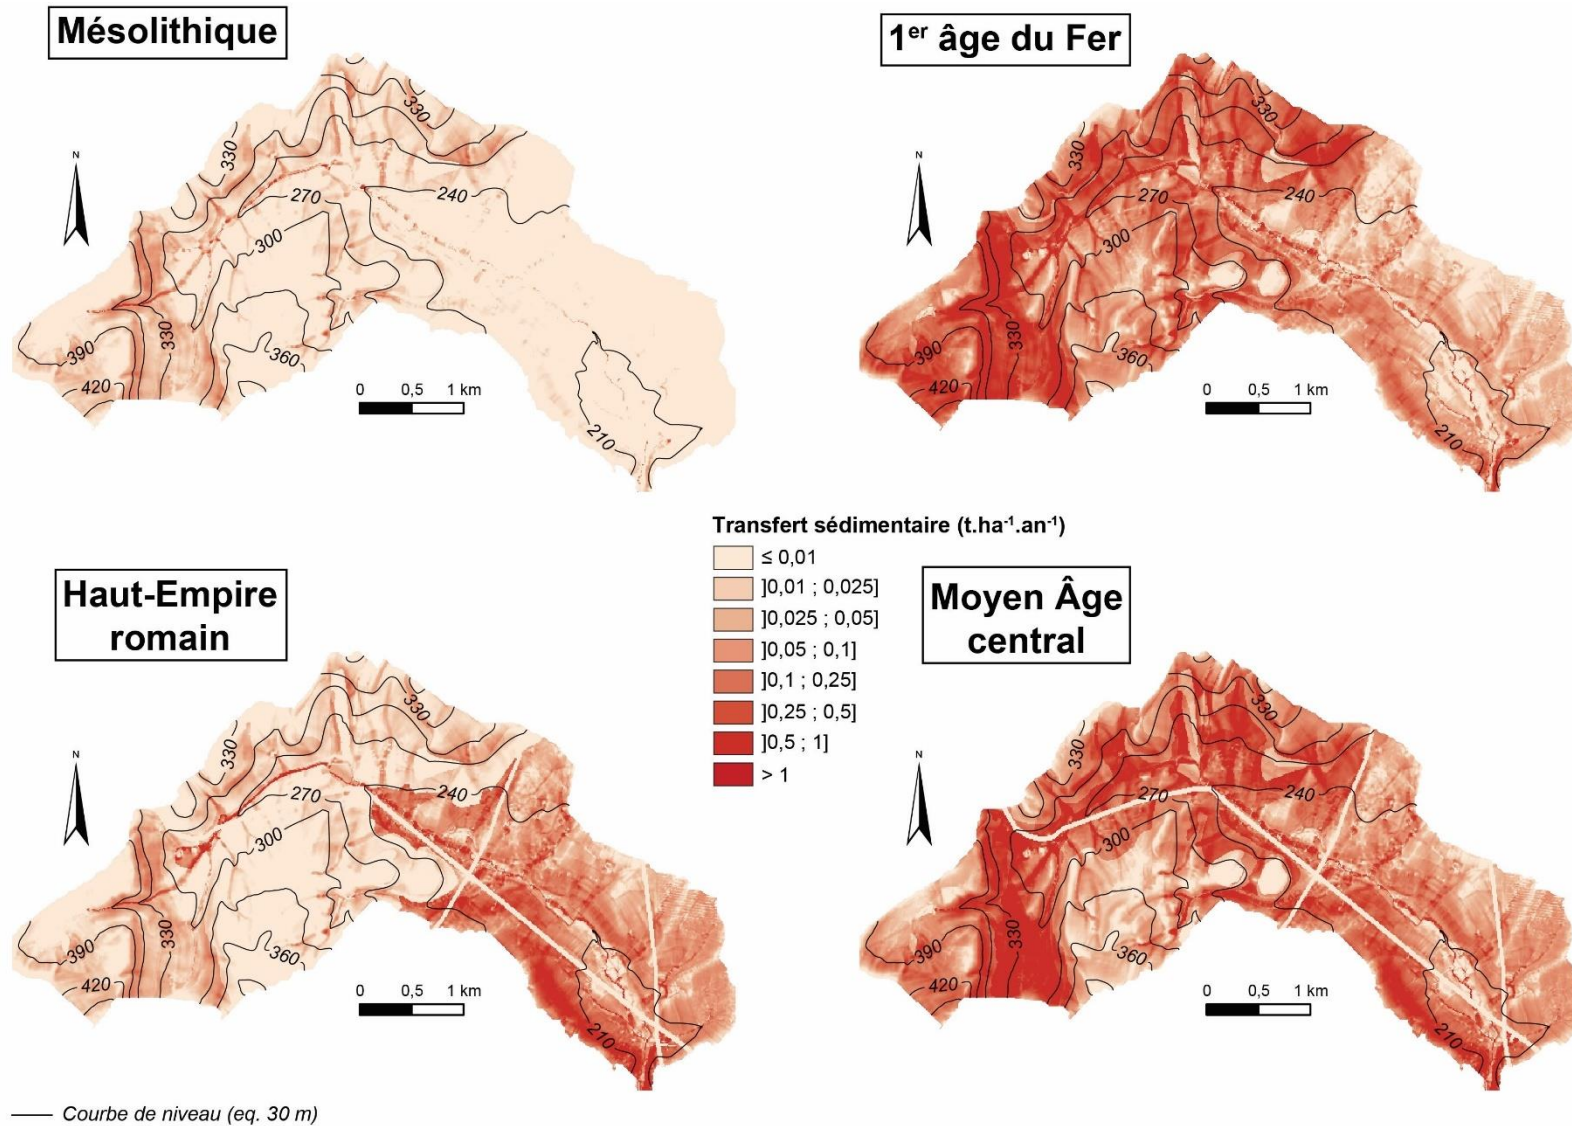 Mésolithique
1er âge du Fer
330
330
N
240
270
300
330
390
360
420
0 0,5 1 km
210
330
330
N
240
270
300
330
390
360
420
0 0,5 1 km
210
Transfert sédimentaire (t.ha-1.an-1)
≤ 0,01
]0,01 ; 0,025]
]0,025 ; 0,05]
]0,05 ; 0,1]
]0,1 ; 0,25]
]0,25 ; 0,5]
]0,5 ; 1]
> 1
Haut-Empire
romain
Moyen Âge
central
330
330
N
240
270
300
330
390
360
420
0 0,5 1 km
210
330
330
N
240
270
300
330
390
360
420
0 0,5 1 km
210
Courbe de niveau (eq. 30 m)